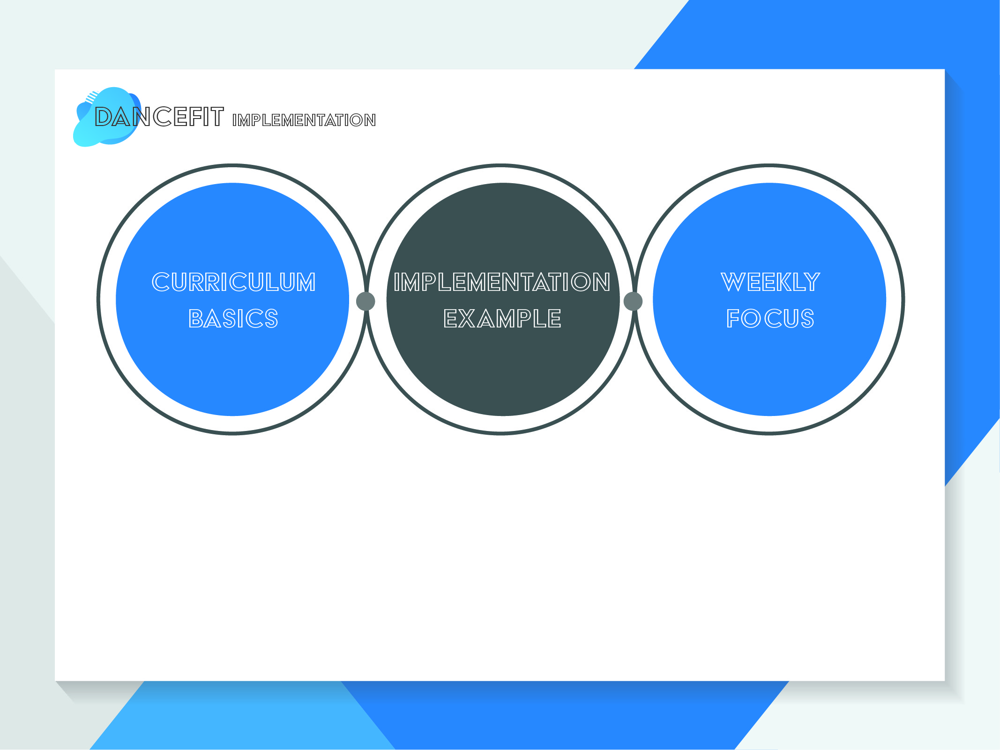 DANCEFIT IMPLEMENTATION
CURRICULUM
BASICS
IMPLEMENTATION
EXAMPLE
WEEKLY
FOCUS